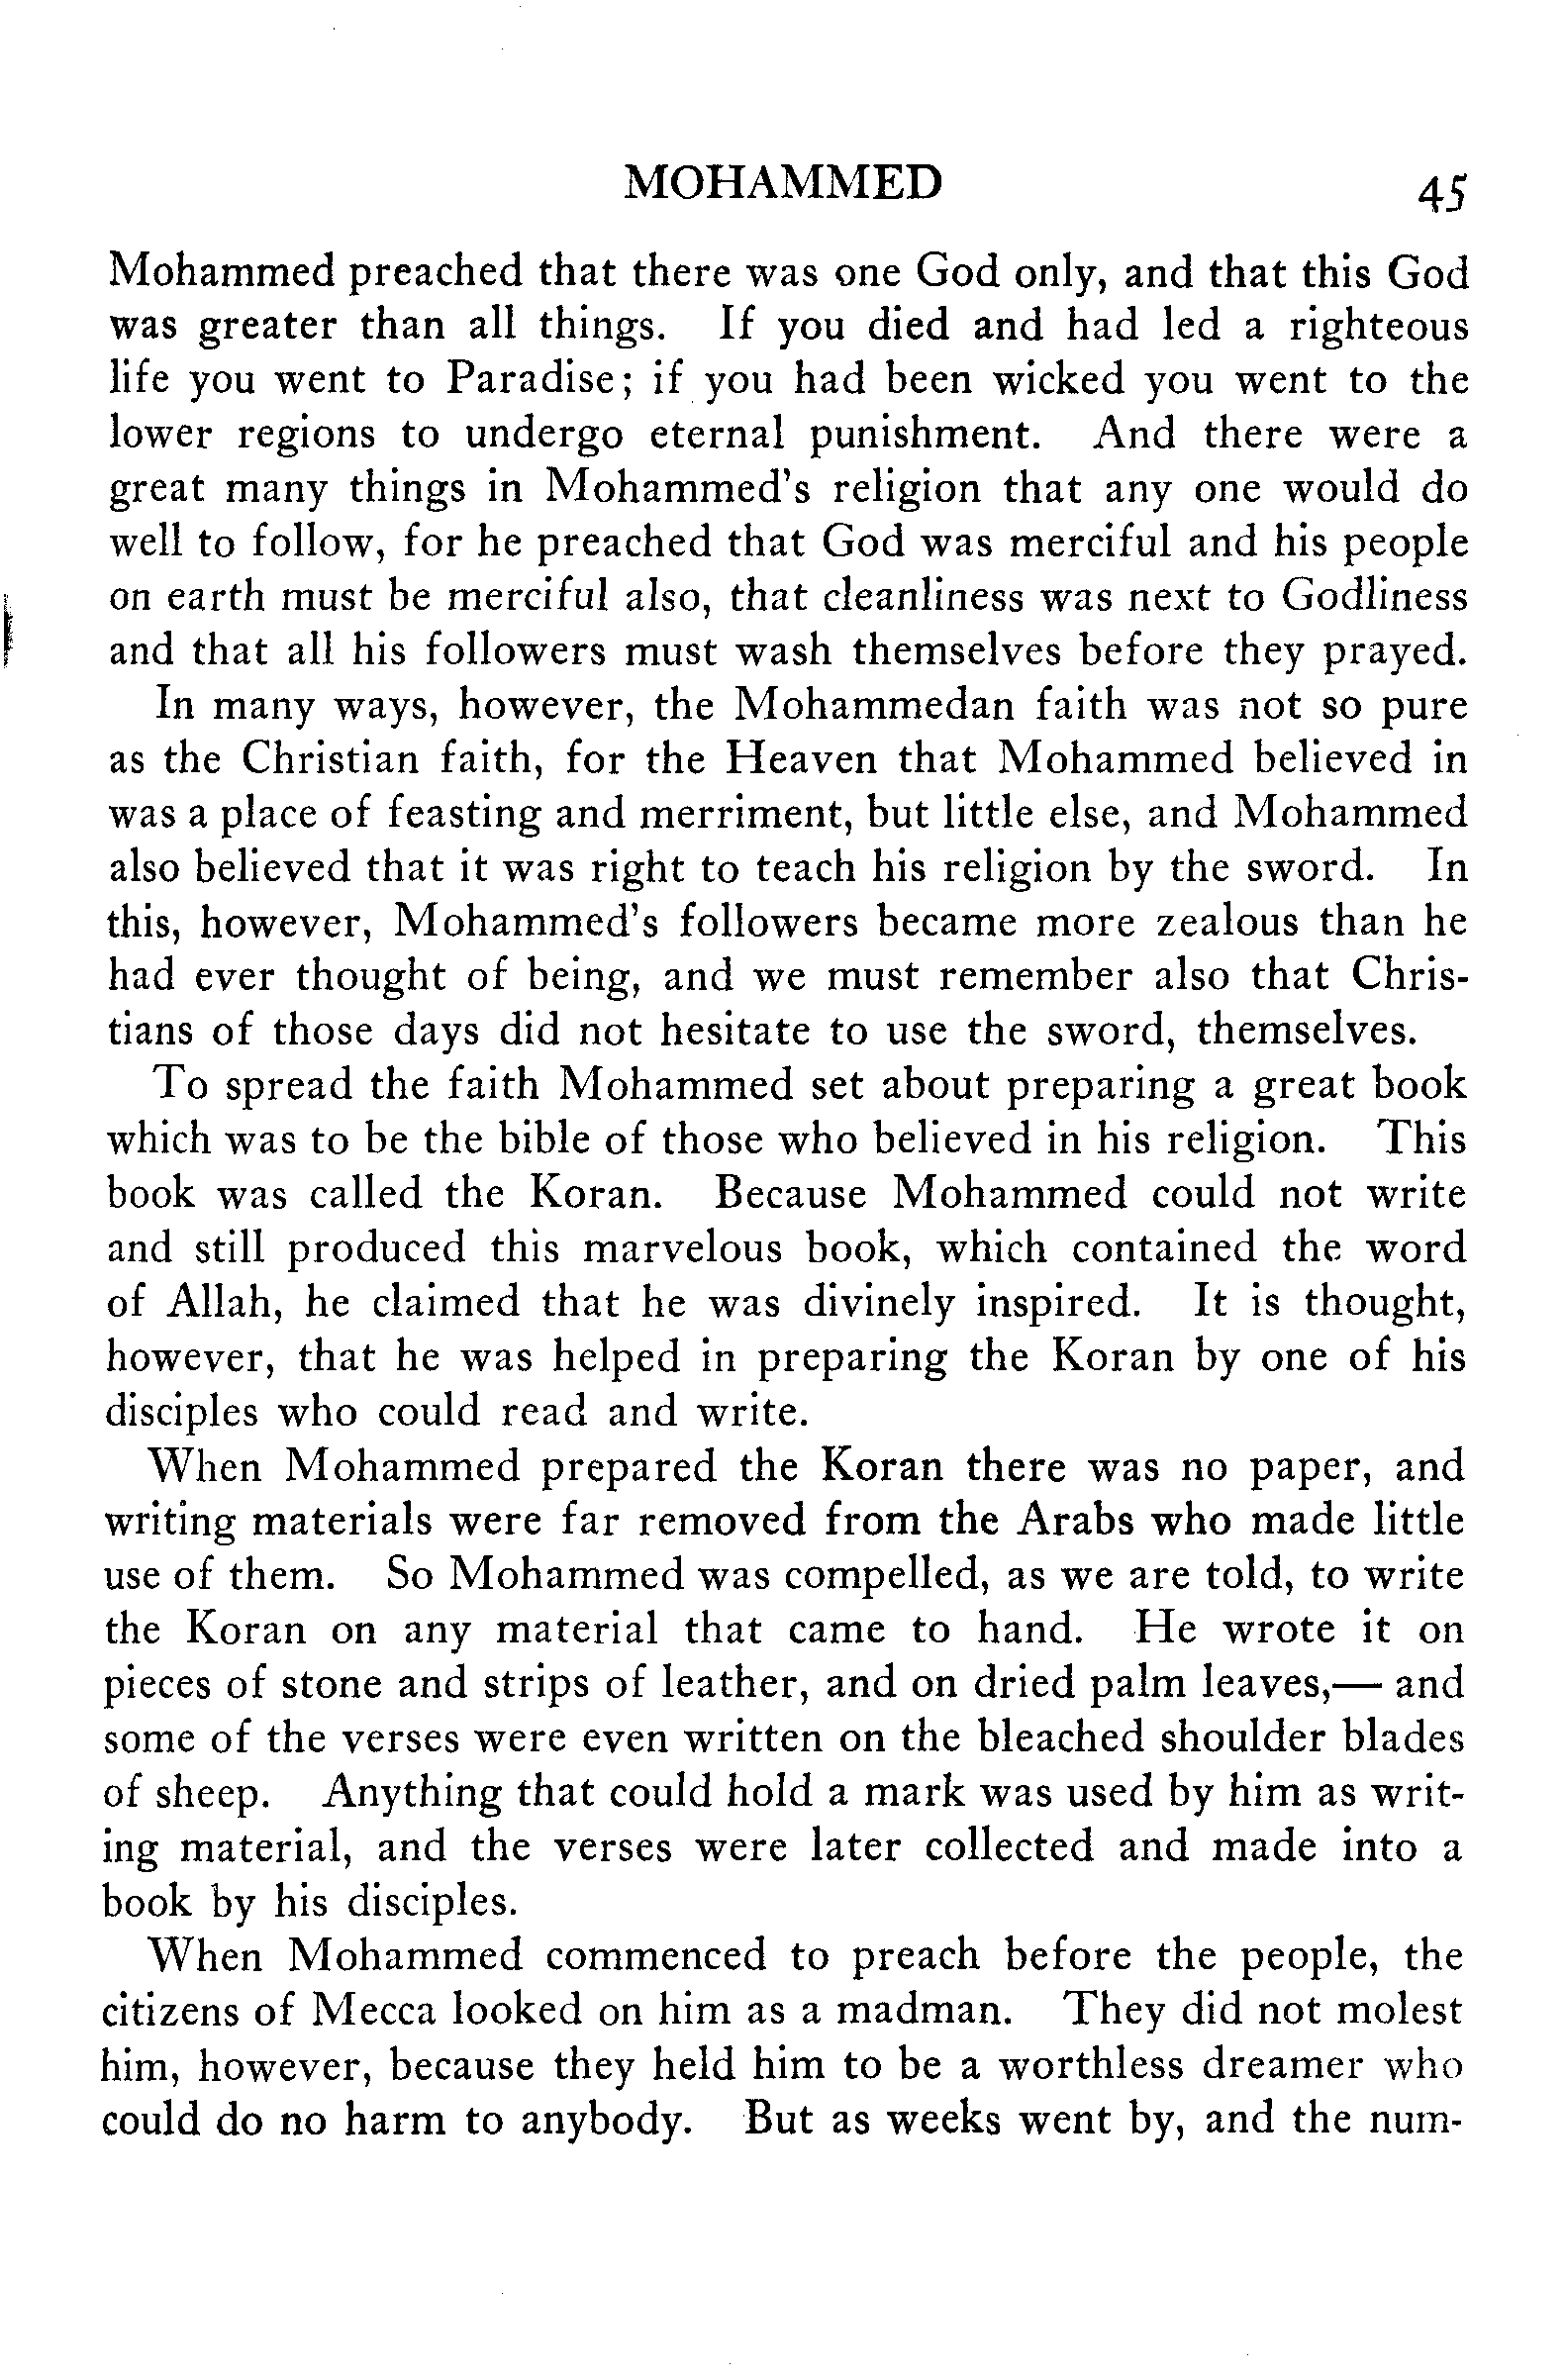 MOHAMMED 45
Mohammed preached that there was one God only, and that this God
was greater than all things. If you died and had led a righteous
life you went to Paradise; if you had been wicked you went to the
lower regions to undergo eternal punishment. And there were a
great many things in Mohammed's religion that any one would do
well to follow, for he preached that God was merciful and his people
on earth must be merciful also, that cleanliness was next to Godliness
and that all his followers must wash themselves before they prayed.
In many ways, however, the Mohammedan faith was not so pure
as the Christian faith, for the Heaven that Mohammed believed in
was a place of feasting and merriment, but little else, and Mohammed
also believed that it was right to teach his religion by the sword. In
this, however, Mohammed's followers became more zealous than he
had ever thought of being, and we must remember also that Chris-
tians of those days did not hesitate to use the sword, themselves.
To spread the faith Mohammed set about preparing a great book
which was to be the bible of those who believed in his religion. This
book was called the Koran. Because Mohammed could not write
and still produced this marvelous book, which contained the word
of Allah, he claimed that he was divinely inspired. It is thought,
however, that he was helped in preparing the Koran by one of his
disciples who could read and write.
When Mohammed prepared the Koran there was no paper, and
writing materials were far removed from the Arabs who made little
use of them. So Mohammed was compelled, as we are told, to write
the Koran on any material that came to hand. He wrote it on
pieces of stone and strips of leather, and on dried palm leaves,— and
some of the verses were even written on the bleached shoulder blades
of sheep. Anything that could hold a mark was used by him as writ-
ing material, and the verses were later collected and made into a
book by his disciples.
When Mohammed commenced to preach before the people, the
citizens of Mecca looked on him as a madman. They did not molest
him, however, because they held him to be a worthless dreamer who
could do no harm to anybody. But as weeks went by, and the num-